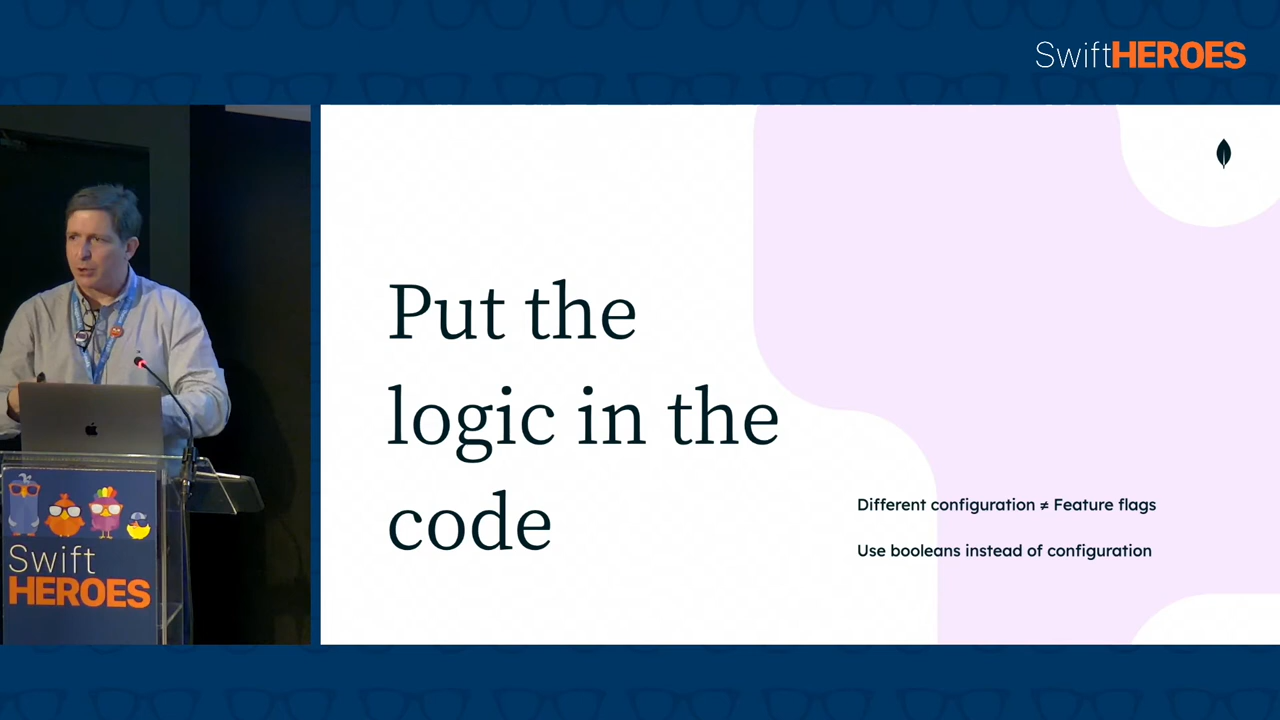 SwiftHEROES
Put the
logic in the
code
Different configuration ≠ Feature flags
Use booleans instead of configuration
Swift
HEROES